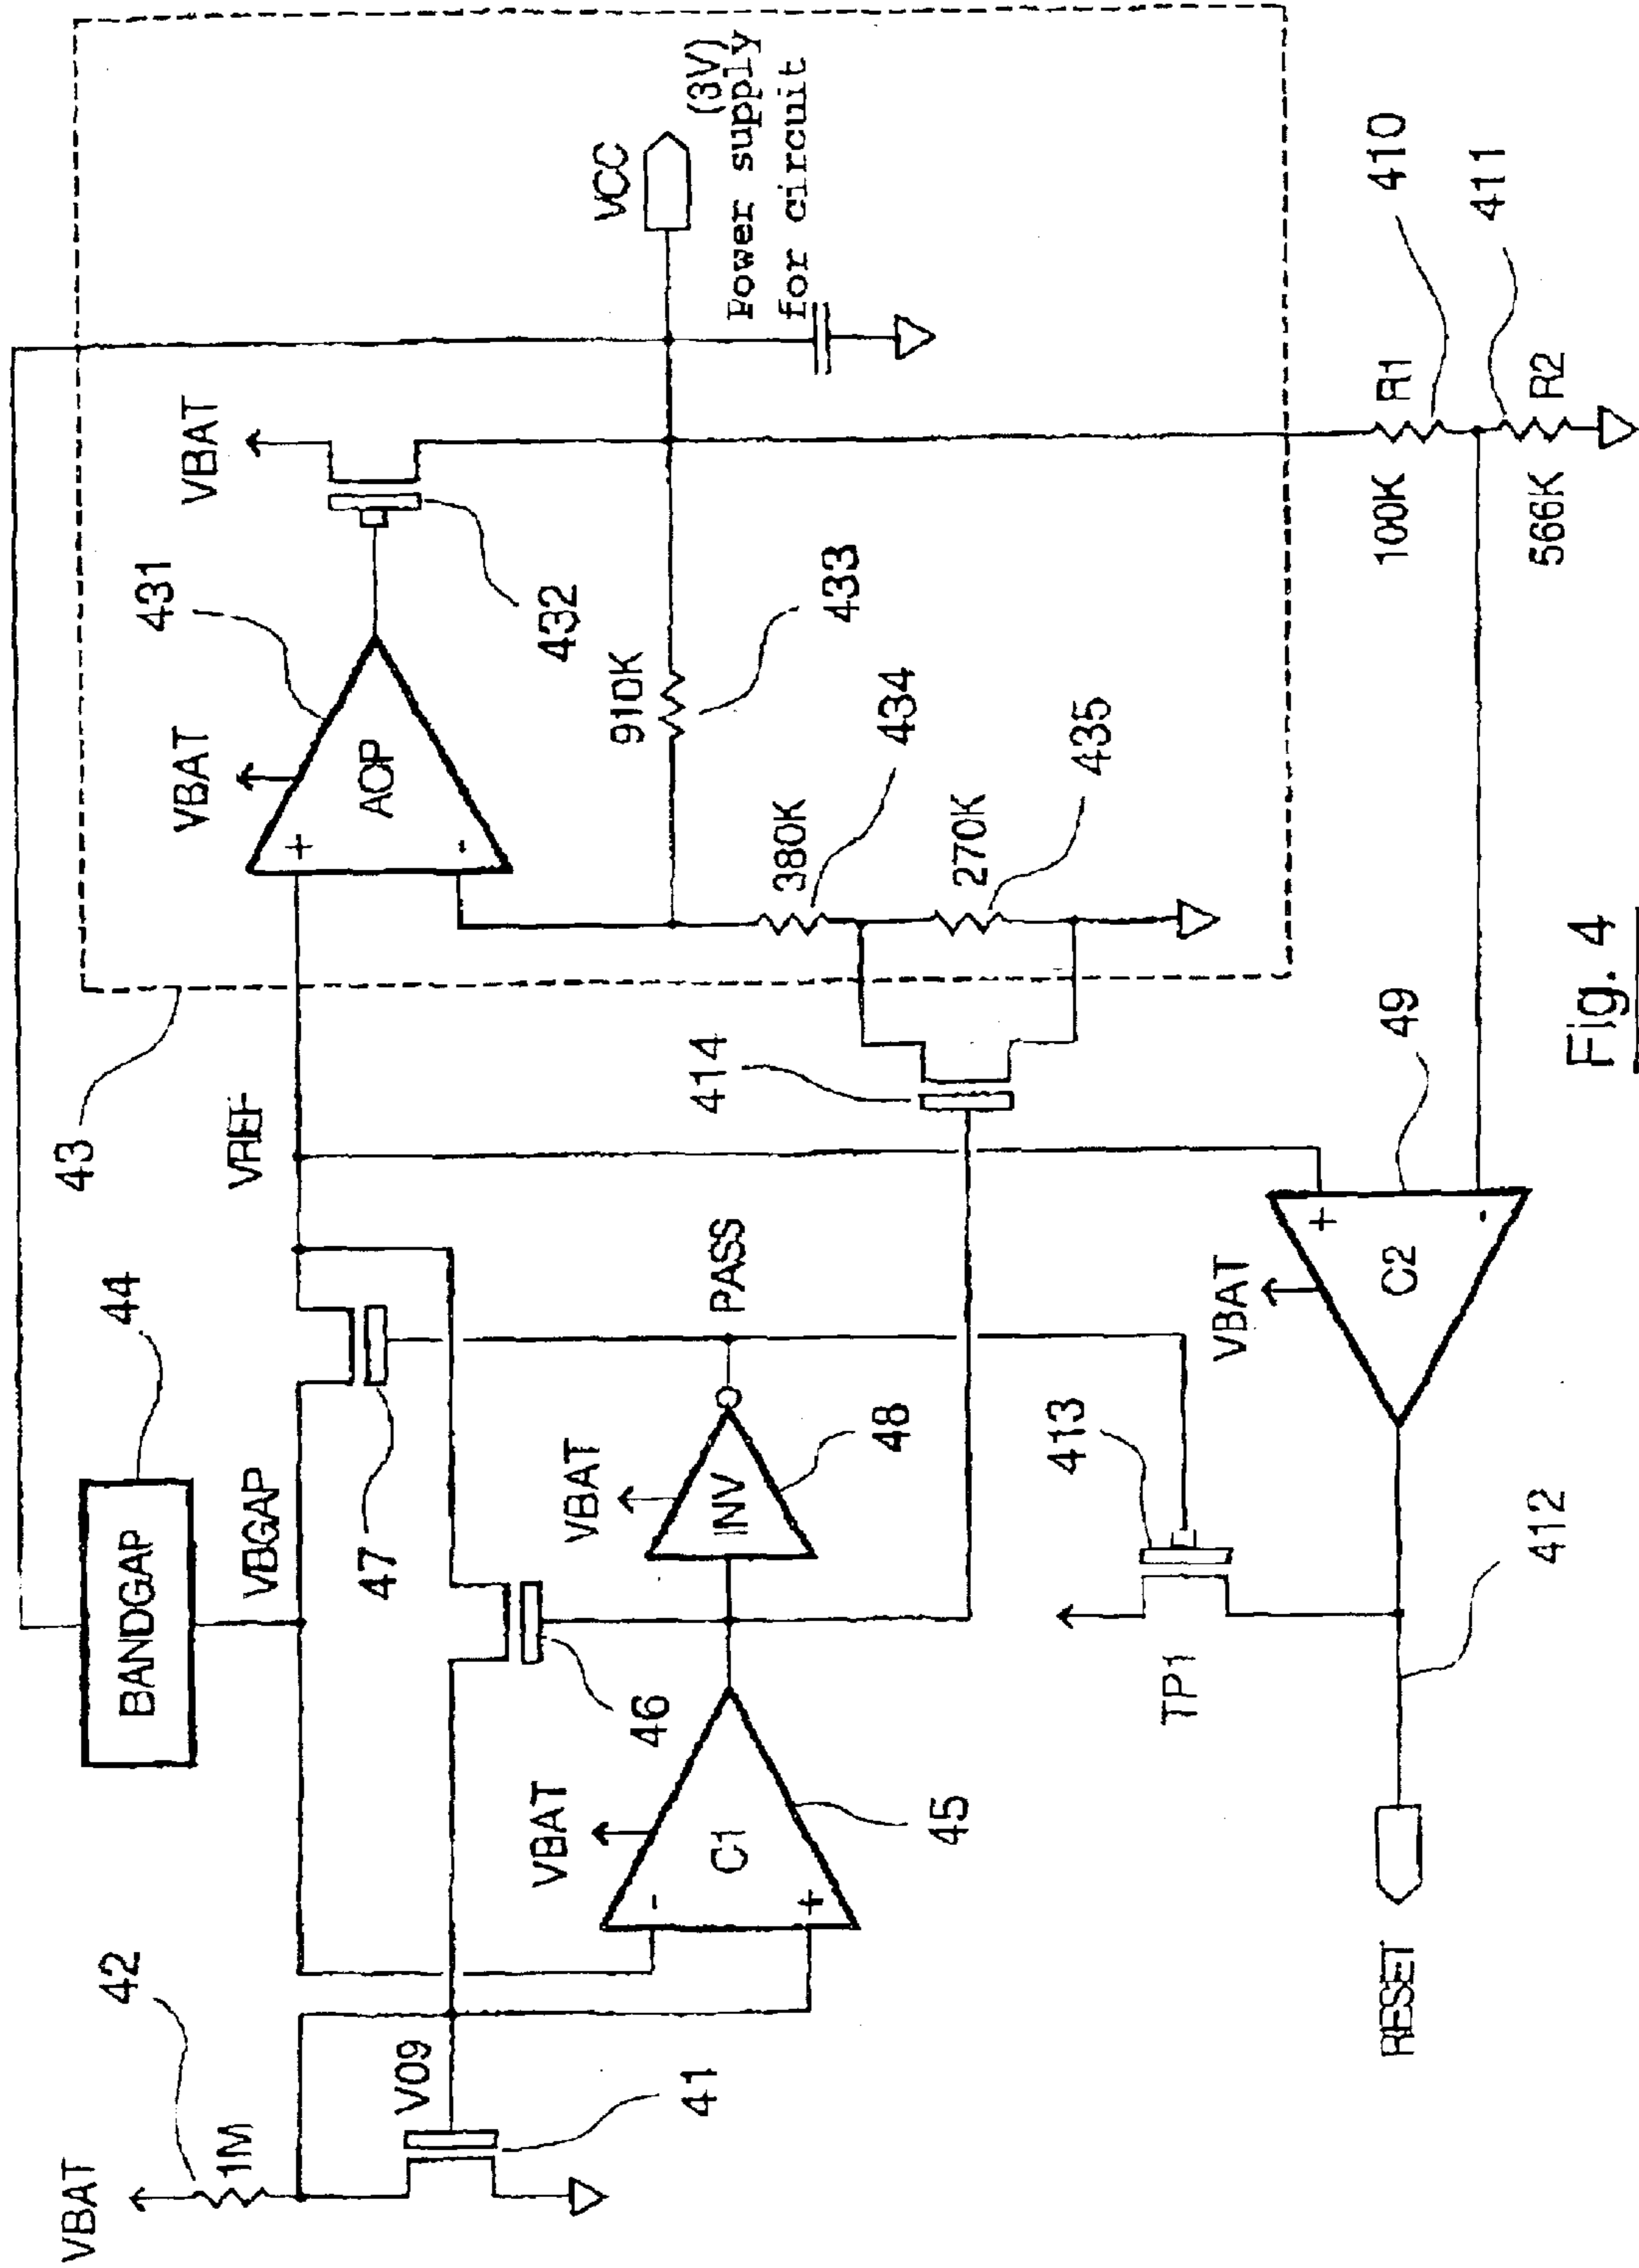 44
BANDGAP
VBGAP
47
VREF
43
431
VBAT
AOP
+
-
VBAT
432
VCC
(3V)
Power supply
for circuit
910K
433
380K
434
270K
435
414
VBAT
42
1M
V09
41
VBAT
C1
-
+
45
46
VBAT
INV
48
PASS
TP1
413
VBAT
C2
+
-
49
412
RESET
100K
R1
410
566K
R2
411
Fig. 4